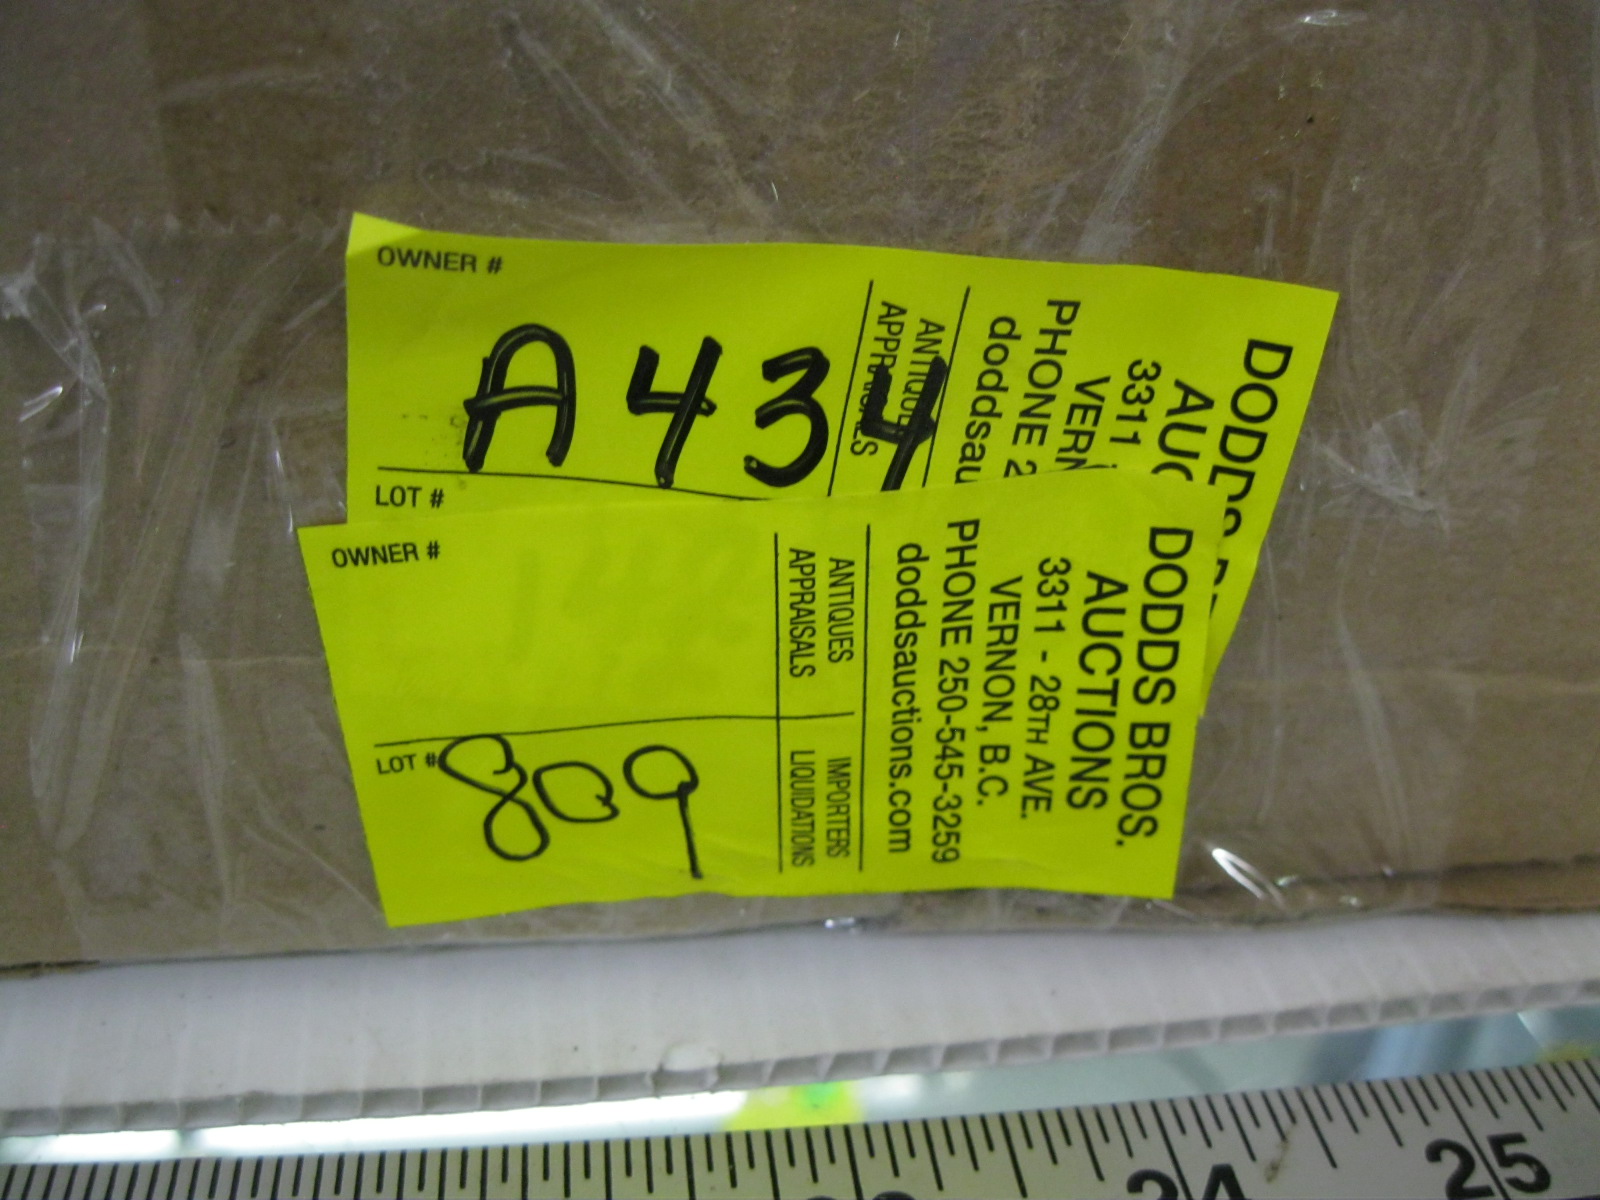 OWNER #
A434
LOT #
ANTIQUES
APPRAISALS
DODDS
AUC
3311
VERN
PHONE 2
doddsau
OWNER #
LOT # 809
ANTIQUES
APPRAISALS
IMPORTERS
LIQUIDATIONS
DODDS BROS.
AUCTIONS
3311 - 28TH AVE.
VERNON, B.C.
PHONE 250-545-3259
doddsauctions.com
24 25